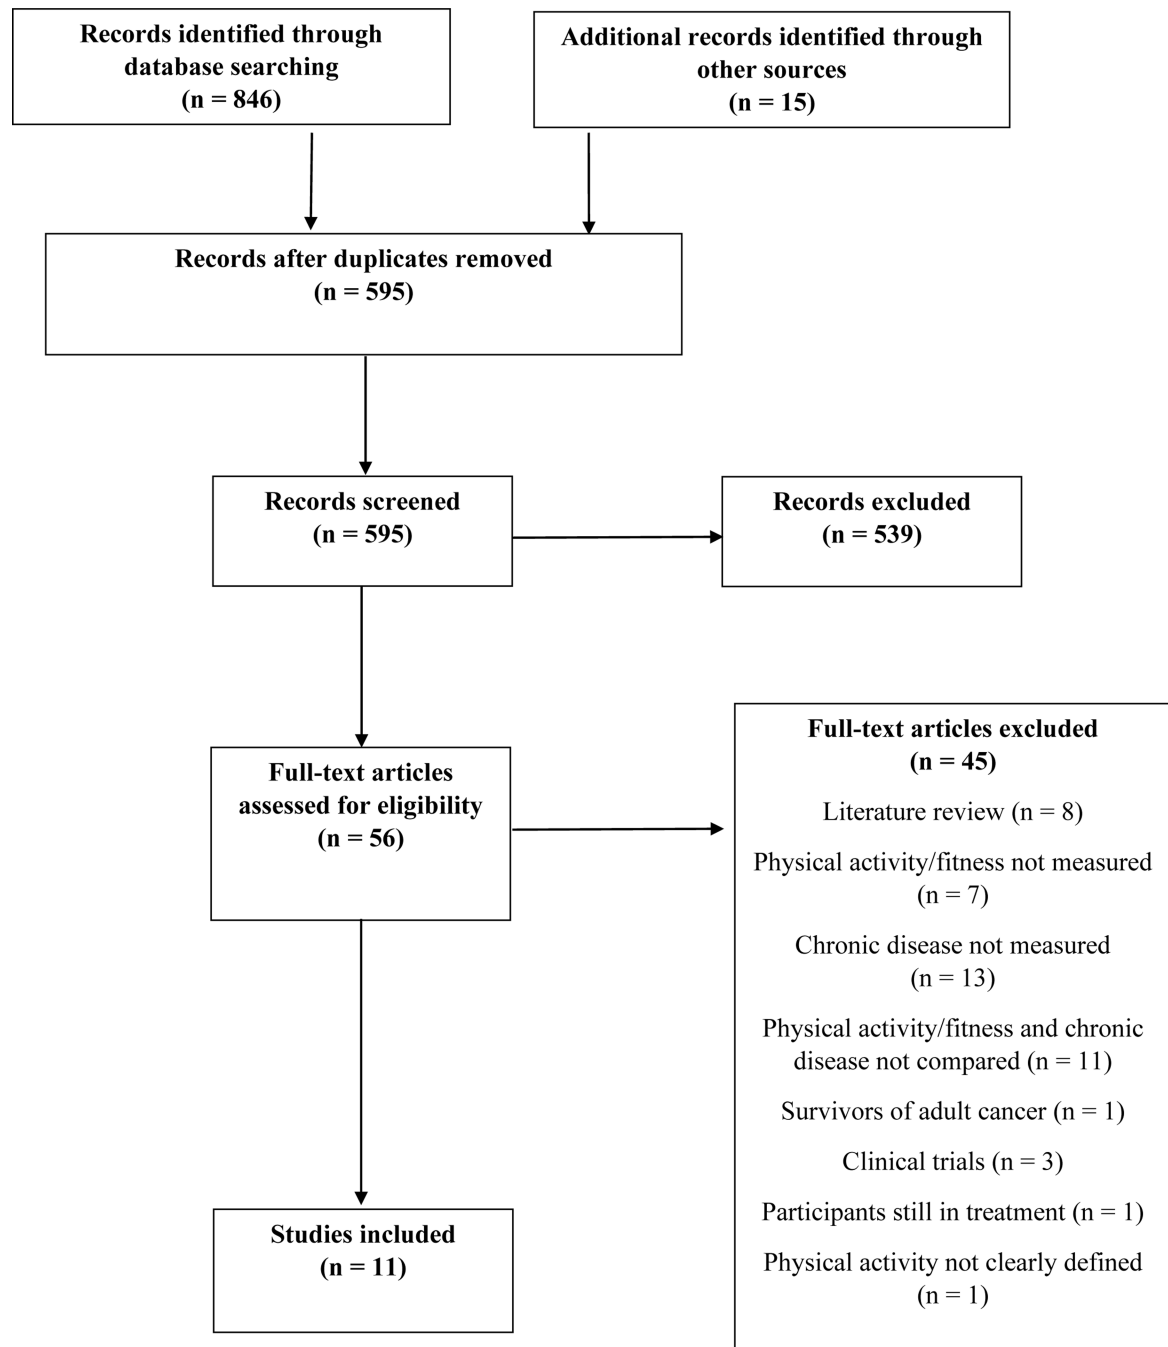 Records identified through
database searching
(n = 846)
Additional records identified through
other sources
(n = 15)
Records after duplicates removed
(n = 595)
Records screened
(n = 595)
Records excluded
(n = 539)
Full-text articles
assessed for eligibility
(n = 56)
Full-text articles excluded
(n = 45)
Literature review (n = 8)
Physical activity/fitness not measured
(n = 7)
Chronic disease not measured
(n = 13)
Physical activity/fitness and chronic
disease not compared (n = 11)
Survivors of adult cancer (n = 1)
Clinical trials (n = 3)
Participants still in treatment (n = 1)
Physical activity not clearly defined
(n = 1)
Studies included
(n = 11)